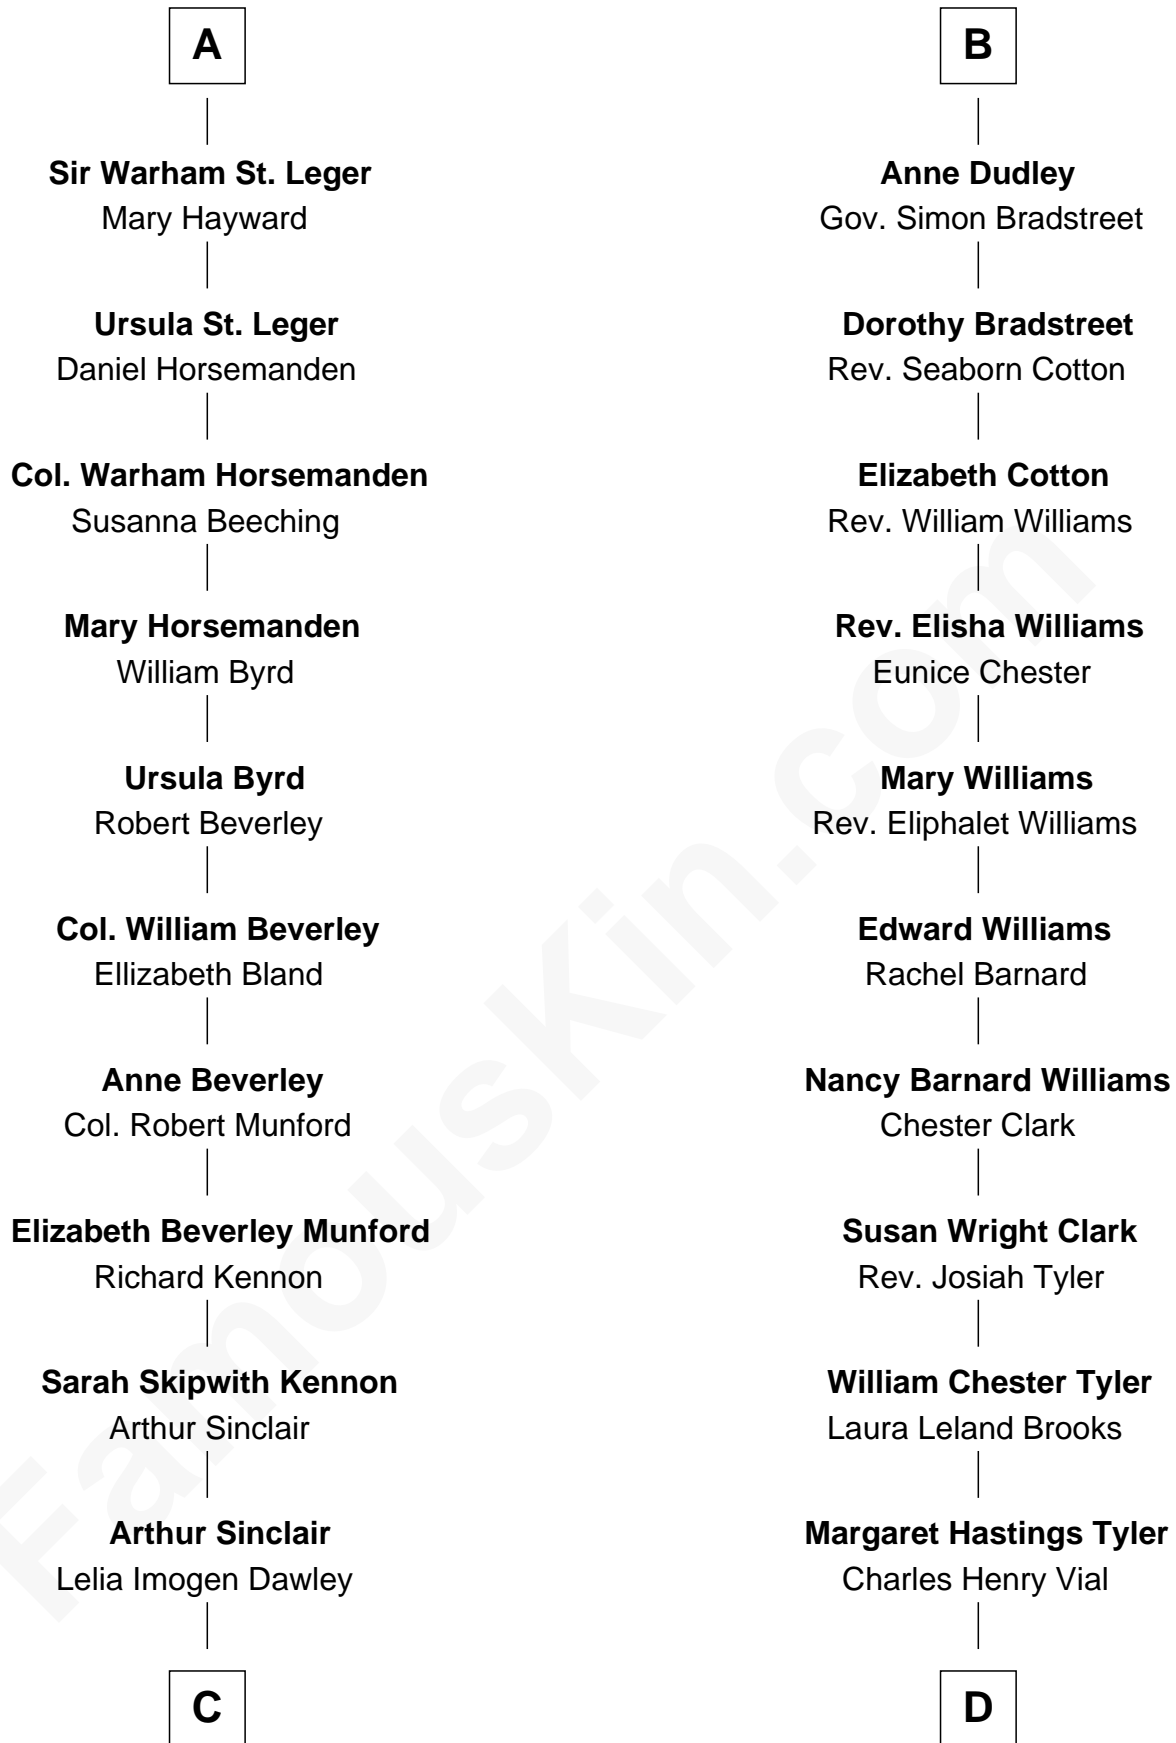 A
Sir Warham St. Leger
Mary Hayward
Ursula St. Leger
Daniel Horsemanden
Col. Warham Horsemanden
Susanna Beeching
Mary Horsemanden
William Byrd
Ursula Byrd
Robert Beverley
Col. William Beverley
Ellizabeth Bland
Anne Beverley
Col. Robert Munford
Elizabeth Beverley Munford
Richard Kennon
Sarah Skipwith Kennon
Arthur Sinclair
Arthur Sinclair
Lelia Imogen Dawley
C
B
Anne Dudley
Gov. Simon Bradstreet
Dorothy Bradstreet
Rev. Seaborn Cotton
Elizabeth Cotton
Rev. William Williams
Rev. Elisha Williams
Eunice Chester
Mary Williams
Rev. Eliphalet Williams
Edward Williams
Rachel Barnard
Nancy Barnard Williams
Chester Clark
Susan Wright Clark
Rev. Josiah Tyler
William Chester Tyler
Laura Leland Brooks
Margaret Hastings Tyler
Charles Henry Vial
D
FamousKin.com